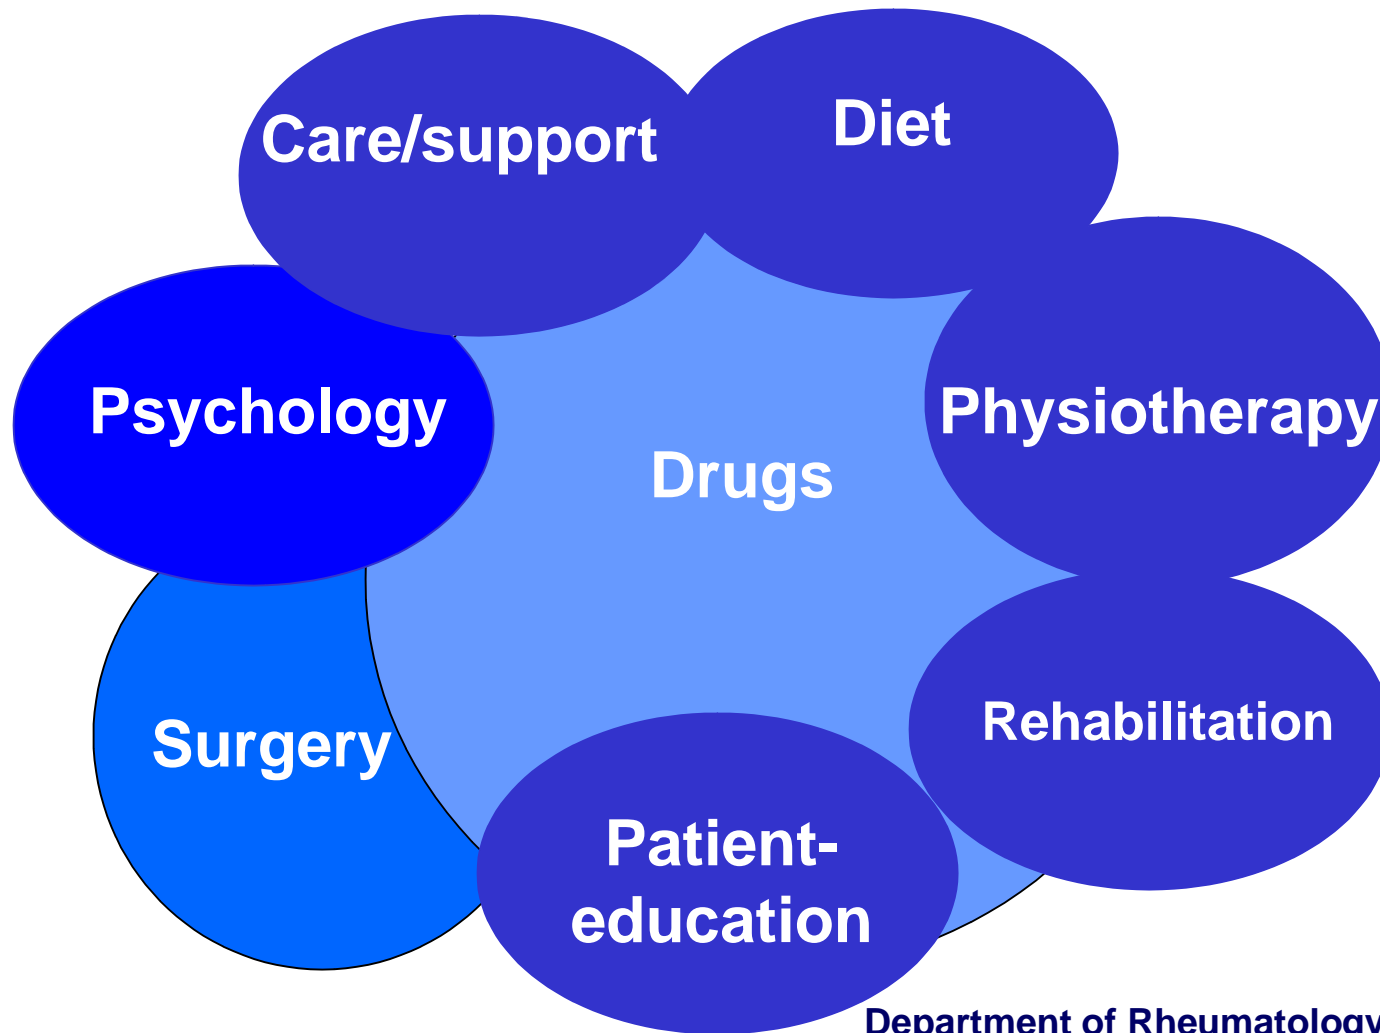 Care/support
Diet
Psychology
Physiotherapy
Drugs
Surgery
Rehabilitation
Patient-
education
Department of Rheumatology